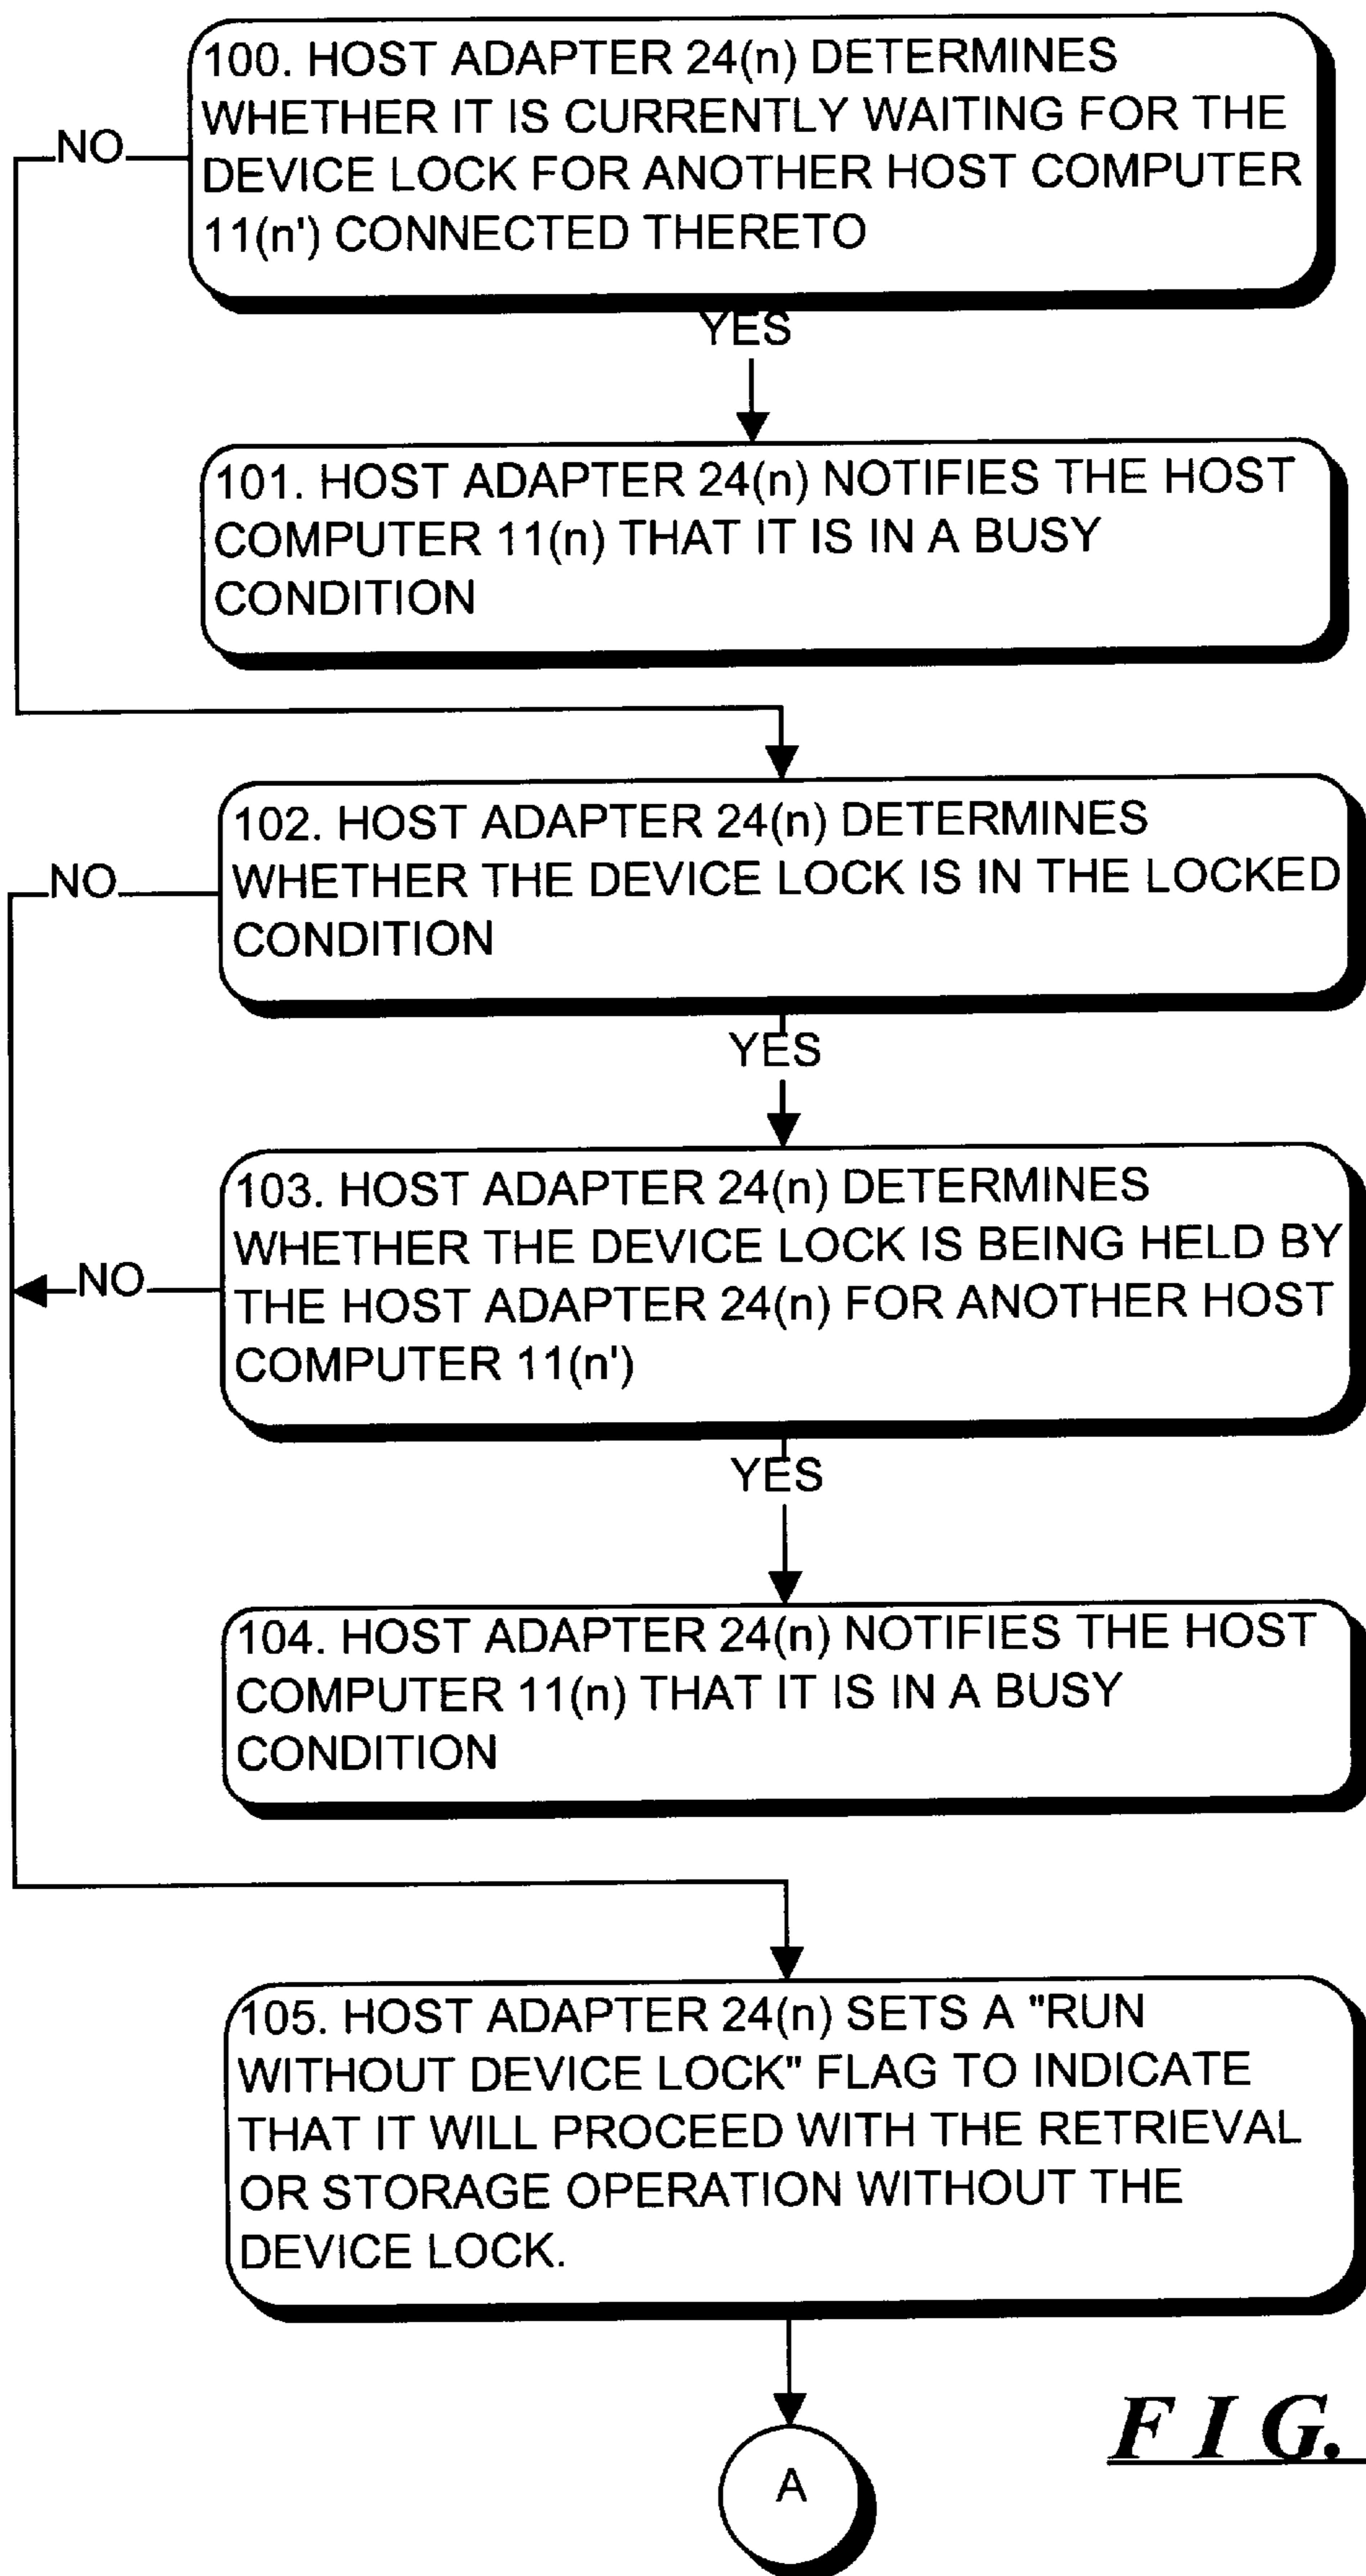 100. HOST ADAPTER 24(n) DETERMINES
WHETHER IT IS CURRENTLY WAITING FOR THE
DEVICE LOCK FOR ANOTHER HOST COMPUTER
11(n') CONNECTED THERETO
NO
YES
101. HOST ADAPTER 24(n) NOTIFIES THE HOST
COMPUTER 11(n) THAT IT IS IN A BUSY
CONDITION
102. HOST ADAPTER 24(n) DETERMINES
WHETHER THE DEVICE LOCK IS IN THE LOCKED
CONDITION
NO
YES
103. HOST ADAPTER 24(n) DETERMINES
WHETHER THE DEVICE LOCK IS BEING HELD BY
THE HOST ADAPTER 24(n) FOR ANOTHER HOST
COMPUTER 11(n')
NO
YES
104. HOST ADAPTER 24(n) NOTIFIES THE HOST
COMPUTER 11(n) THAT IT IS IN A BUSY
CONDITION
105. HOST ADAPTER 24(n) SETS A "RUN
WITHOUT DEVICE LOCK" FLAG TO INDICATE
THAT IT WILL PROCEED WITH THE RETRIEVAL
OR STORAGE OPERATION WITHOUT THE
DEVICE LOCK.
FIG.
A